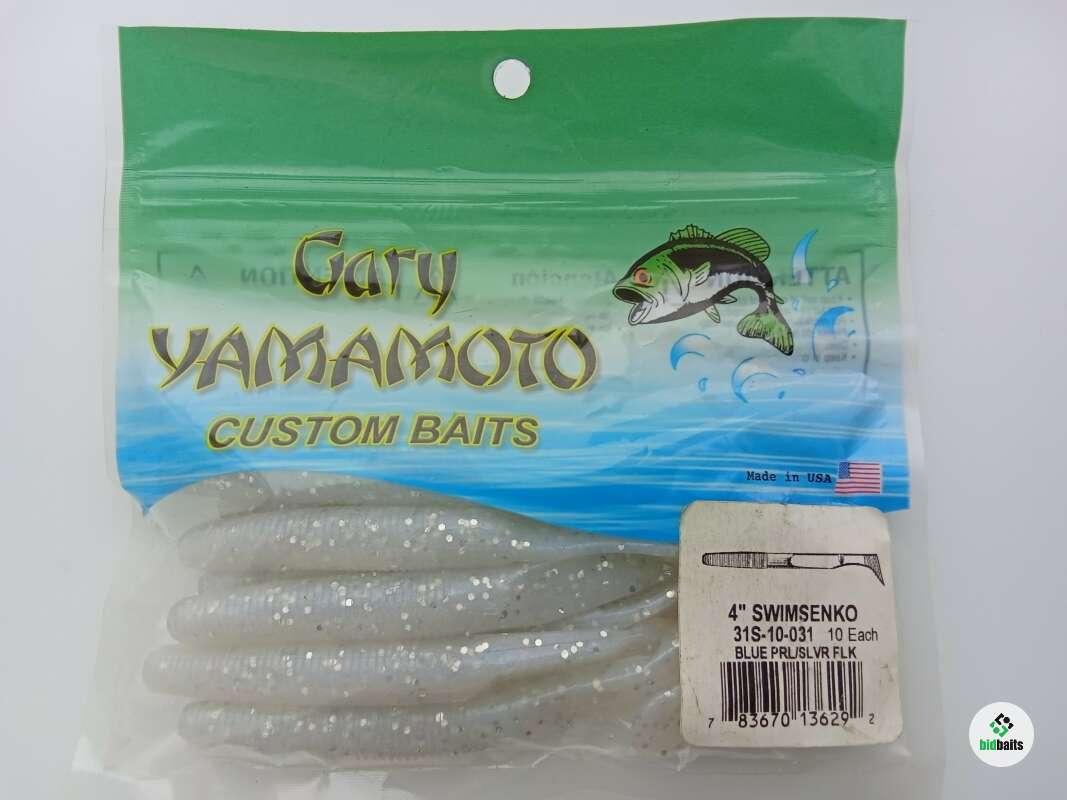 Gary
YAMAMOTO
CUSTOM BAITS
Made in USA
4" SWIMSENKO
31S-10-031 10 Each
BLUE PRL/SLVR FLK
7 83670 13629 2
bidbaits